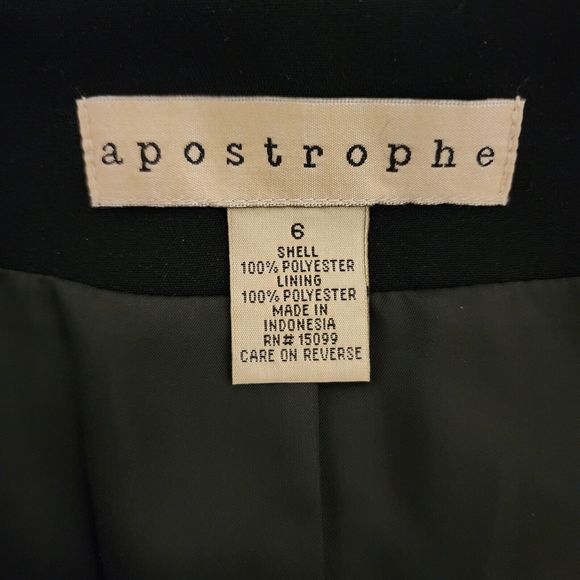 apostrophe
6
SHELL
100% POLYESTER
LINING
100% POLYESTER
MADE IN
INDONESIA
RN# 15099
CARE ON REVERSE